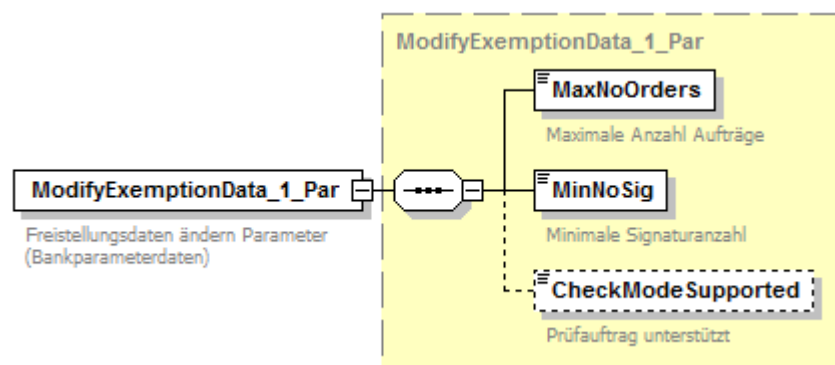 ModifyExemptionData_1_Par
MaxNoOrders
Maximale Anzahl Aufträge
ModifyExemptionData_1_Par
Freistellungsdaten ändern Parameter
(Bankparameterdaten)
MinNoSig
Minimale Signaturanzahl
CheckModeSupported
Prüfauftrag unterstützt